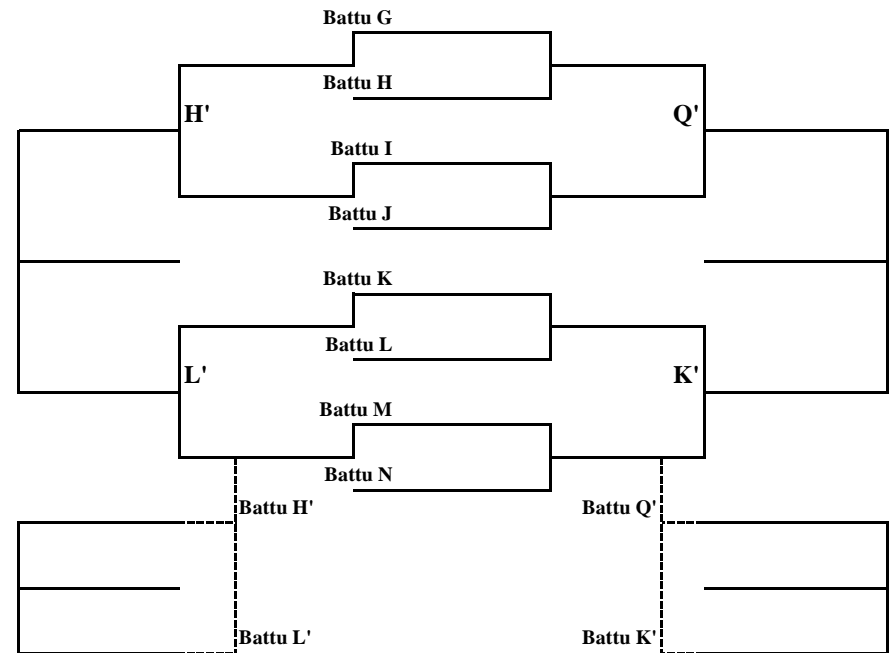 Battu G
Battu H
H' Q'
Battu I
Battu J
Battu K
Battu L
L' K'
Battu M
Battu N
Battu H' Battu Q'
Battu L' Battu K'